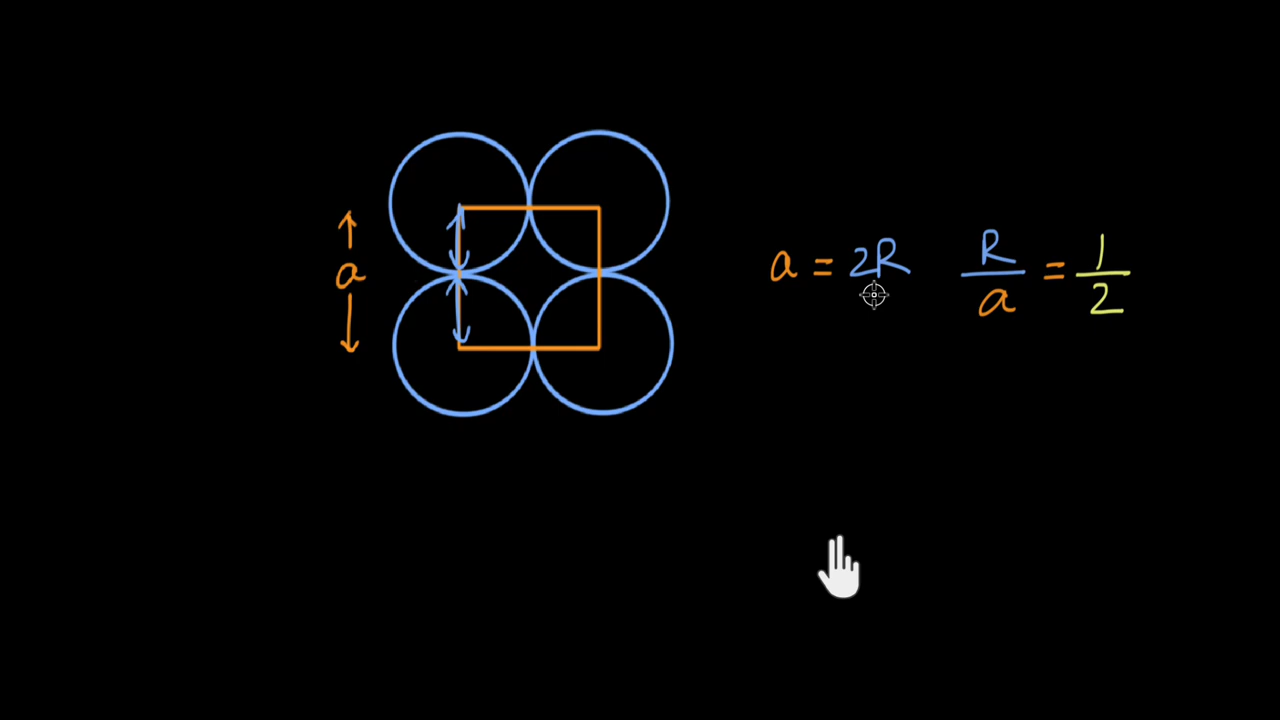 a
a = 2R
R/a = 1/2